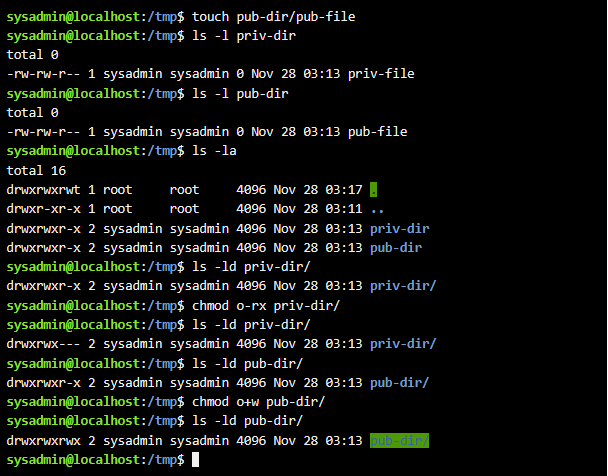 sysadmin@localhost:/tmp$ touch pub-dir/pub-file
sysadmin@localhost:/tmp$ ls -l priv-dir
total 0
-rw-rw-r-- 1 sysadmin sysadmin 0 Nov 28 03:13 priv-file
sysadmin@localhost:/tmp$ ls -l pub-dir
total 0
-rw-rw-r-- 1 sysadmin sysadmin 0 Nov 28 03:13 pub-file
sysadmin@localhost:/tmp$ ls -la
total 16
drwxrwxrwt 1 root     root     4096 Nov 28 03:17 .
drwxr-xr-x 1 root     root     4096 Nov 28 03:11 ..
drwxrwxr-x 2 sysadmin sysadmin 4096 Nov 28 03:13 priv-dir
drwxrwxr-x 2 sysadmin sysadmin 4096 Nov 28 03:13 pub-dir
sysadmin@localhost:/tmp$ ls -ld priv-dir/
drwxrwxr-x 2 sysadmin sysadmin 4096 Nov 28 03:13 priv-dir/
sysadmin@localhost:/tmp$ chmod o-rx priv-dir/
sysadmin@localhost:/tmp$ ls -ld priv-dir/
drwxrwx--- 2 sysadmin sysadmin 4096 Nov 28 03:13 priv-dir/
sysadmin@localhost:/tmp$ ls -ld pub-dir/
drwxrwxr-x 2 sysadmin sysadmin 4096 Nov 28 03:13 pub-dir/
sysadmin@localhost:/tmp$ chmod o+w pub-dir/
sysadmin@localhost:/tmp$ ls -ld pub-dir/
drwxrwxrwx 2 sysadmin sysadmin 4096 Nov 28 03:13 pub-dir/
sysadmin@localhost:/tmp$